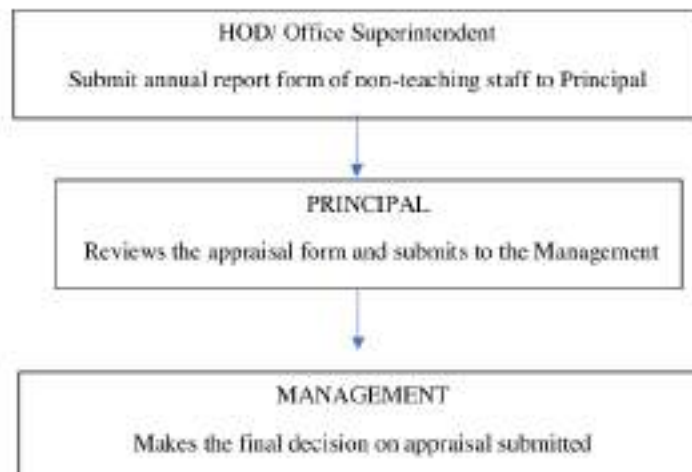 HOD/ Office Superintendent
Submit annual report form of non-teaching staff to Principal
PRINCIPAL
Reviews the appraisal form and submits to the Management
MANAGEMENT
Makes the final decision on appraisal submitted